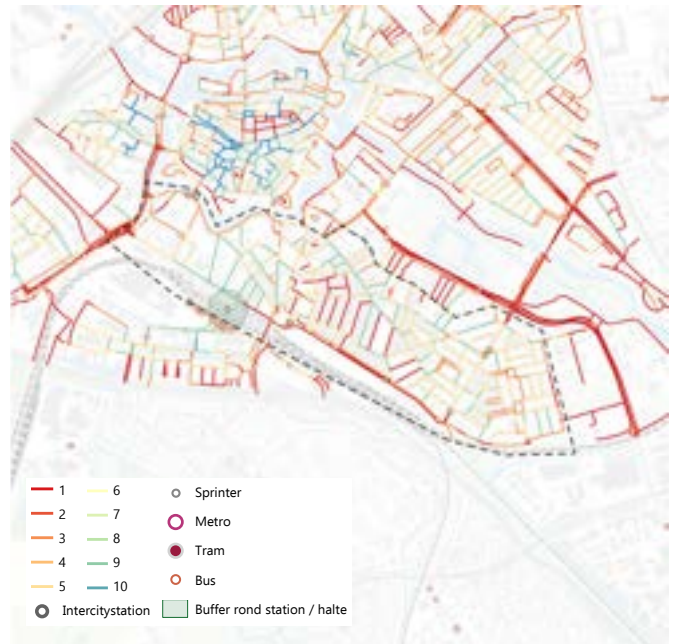 1
2
3
4
5
6
7
8
9
10
Intercitystation
Sprinter
Metro
Tram
Bus
Buffer rond station / halte